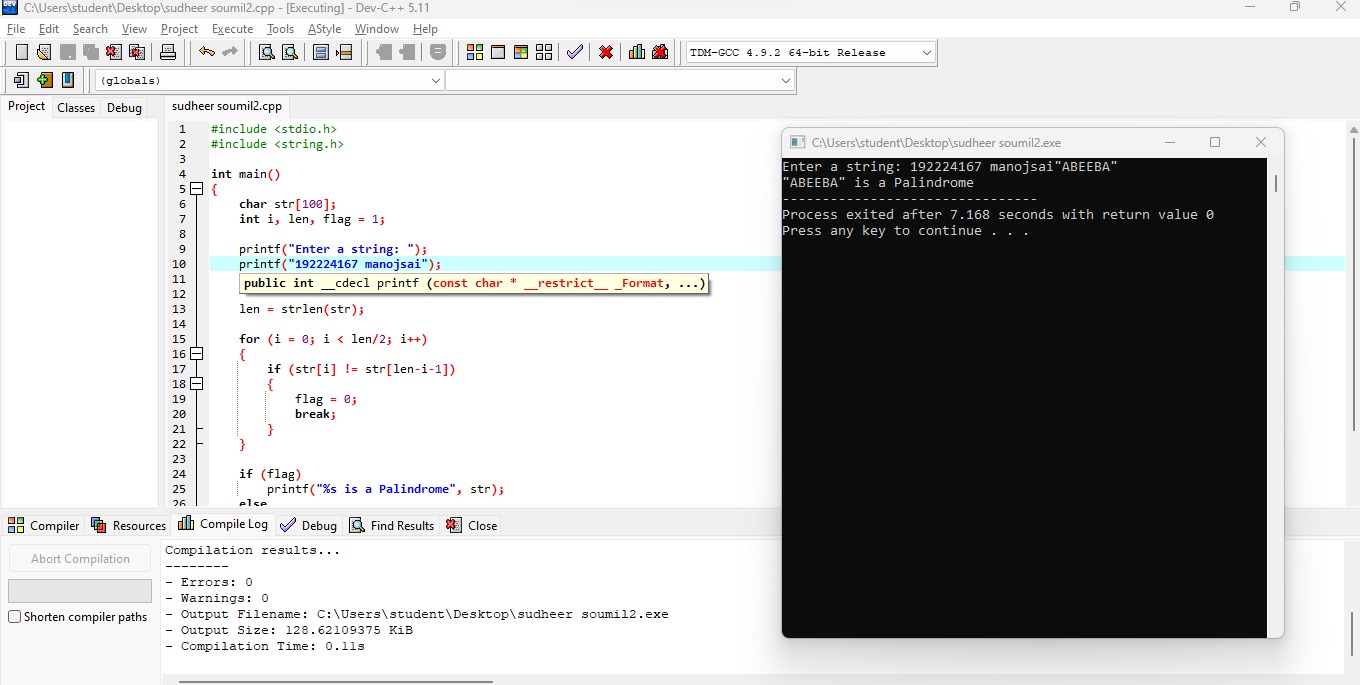 C:\Users\student\Desktop\sudheer soumil2.cpp - [Executing] - Dev-C++ 5.11
File Edit Search View Project Execute Tools AStyle Window Help
TDM-GCC 4.9.2 64-bit Release
(globals)
Project Classes Debug
sudheer soumil2.cpp
1 #include <stdio.h>
2 #include <string.h>
3
4 int main()
5 {
6 char str[100];
7 int i, len, flag = 1;
8
9 printf("Enter a string: ");
10 printf("192224167 manojsai");
11 public int __cdecl printf (const char * __restrict__ _Format, ...)
12
13 len = strlen(str);
14
15 for (i = 0; i < len/2; i++)
16 {
17 if (str[i] != str[len-i-1])
18 {
19 flag = 0;
20 break;
21 }
22 }
23
24 if (flag)
25 printf("%s is a Palindrome", str);
26 else
C:\Users\student\Desktop\sudheer soumil2.exe
Enter a string: 192224167 manojsai"ABEEBA"
"ABEEBA" is a Palindrome
--------------------------------
Process exited after 7.168 seconds with return value 0
Press any key to continue . . .
Compiler Resources Compile Log Debug Find Results Close
Abort Compilation
Shorten compiler paths
Compilation results...
--------
- Errors: 0
- Warnings: 0
- Output Filename: C:\Users\student\Desktop\sudheer soumil2.exe
- Output Size: 128.62109375 KiB
- Compilation Time: 0.11s